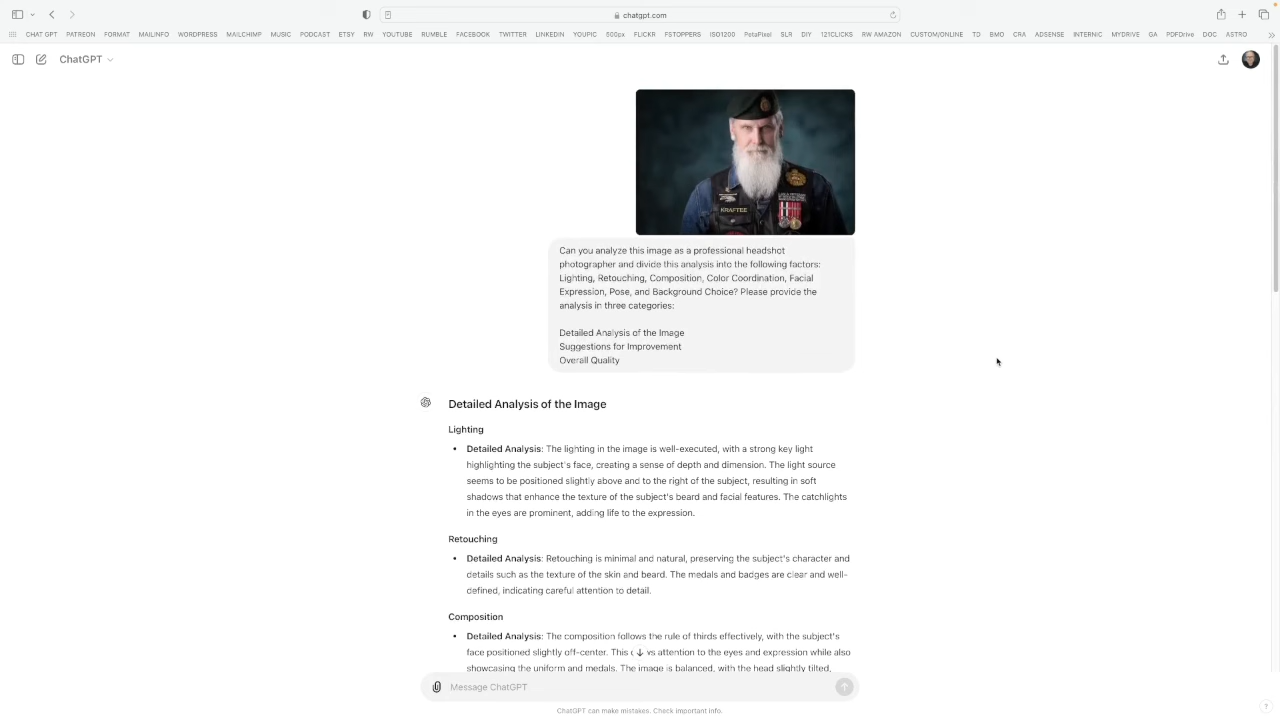 chatgpt.com
CHAT GPT PATREON FORMAT MAILINFO WORDPRESS MAILCHIMP MUSIC PODCAST ETSY RW YOUTUBE RUMBLE FACEBOOK TWITTER LINKEDIN YOUPIC 500px FLICKR FSTOPPERS ISO1200 PetaPixel SLR DIY 121CLICKS RW AMAZON CUSTOM/ONLINE TD BMO CRA ADSENSE INTERNIC MYDRIVE GA PDFDrive DOC ASTRO
ChatGPT
KRAFTEE
Can you analyze this image as a professional headshot
photographer and divide this analysis into the following factors:
Lighting, Retouching, Composition, Color Coordination, Facial
Expression, Pose, and Background Choice? Please provide the
analysis in three categories:
Detailed Analysis of the Image
Suggestions for Improvement
Overall Quality
Detailed Analysis of the Image
Lighting
• Detailed Analysis: The lighting in the image is well-executed, with a strong key light
highlighting the subject's face, creating a sense of depth and dimension. The light source
seems to be positioned slightly above and to the right of the subject, resulting in soft
shadows that enhance the texture of the subject's beard and facial features. The catchlights
in the eyes are prominent, adding life to the expression.
Retouching
• Detailed Analysis: Retouching is minimal and natural, preserving the subject's character and
details such as the texture of the skin and beard. The medals and badges are clear and well-
defined, indicating careful attention to detail.
Composition
• Detailed Analysis: The composition follows the rule of thirds effectively, with the subject's
face positioned slightly off-center. This attention to the eyes and expression while also
showcasing the uniform and medals. The image is balanced, with the head slightly tilted,
Message ChatGPT
ChatGPT can make mistakes. Check important info.
?